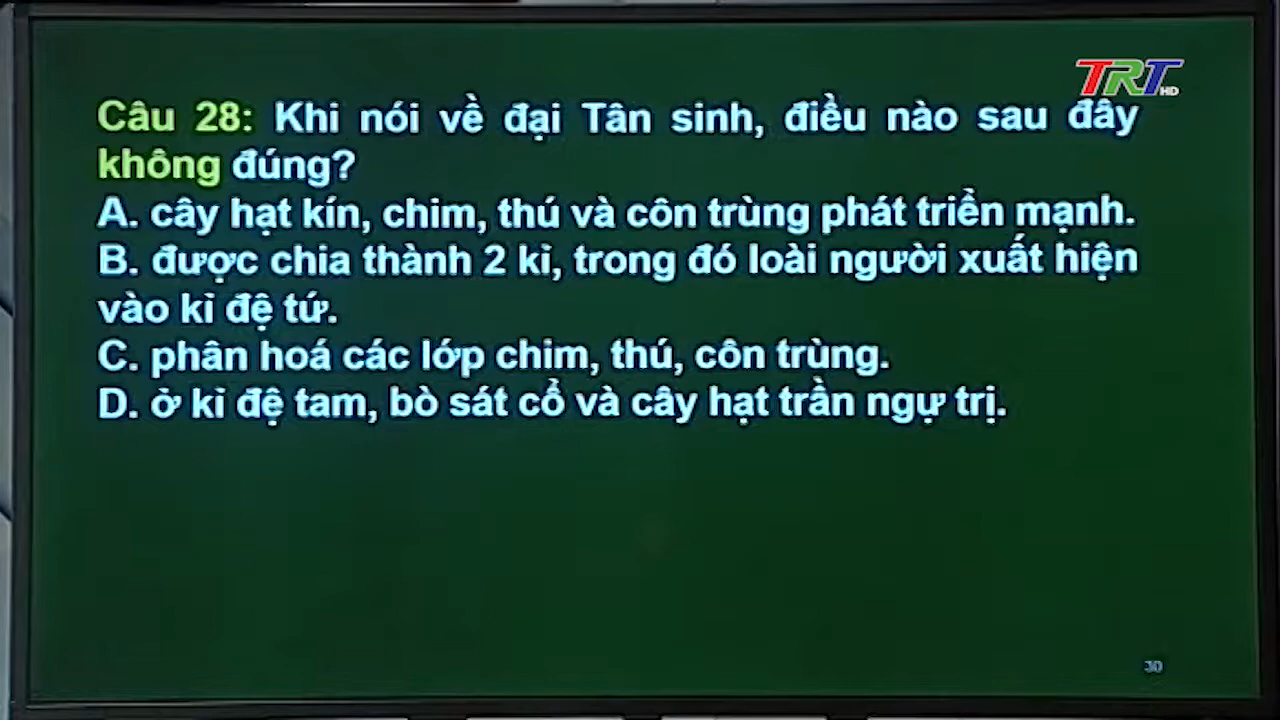 TRT HD
Câu 28: Khi nói về đại Tân sinh, điều nào sau đây
không đúng?
A. cây hạt kín, chim, thú và côn trùng phát triển mạnh.
B. được chia thành 2 kỉ, trong đó loài người xuất hiện
vào kỉ đệ tứ.
C. phân hoá các lớp chim, thú, côn trùng.
D. ở kỉ đệ tam, bò sát cổ và cây hạt trần ngự trị.
30